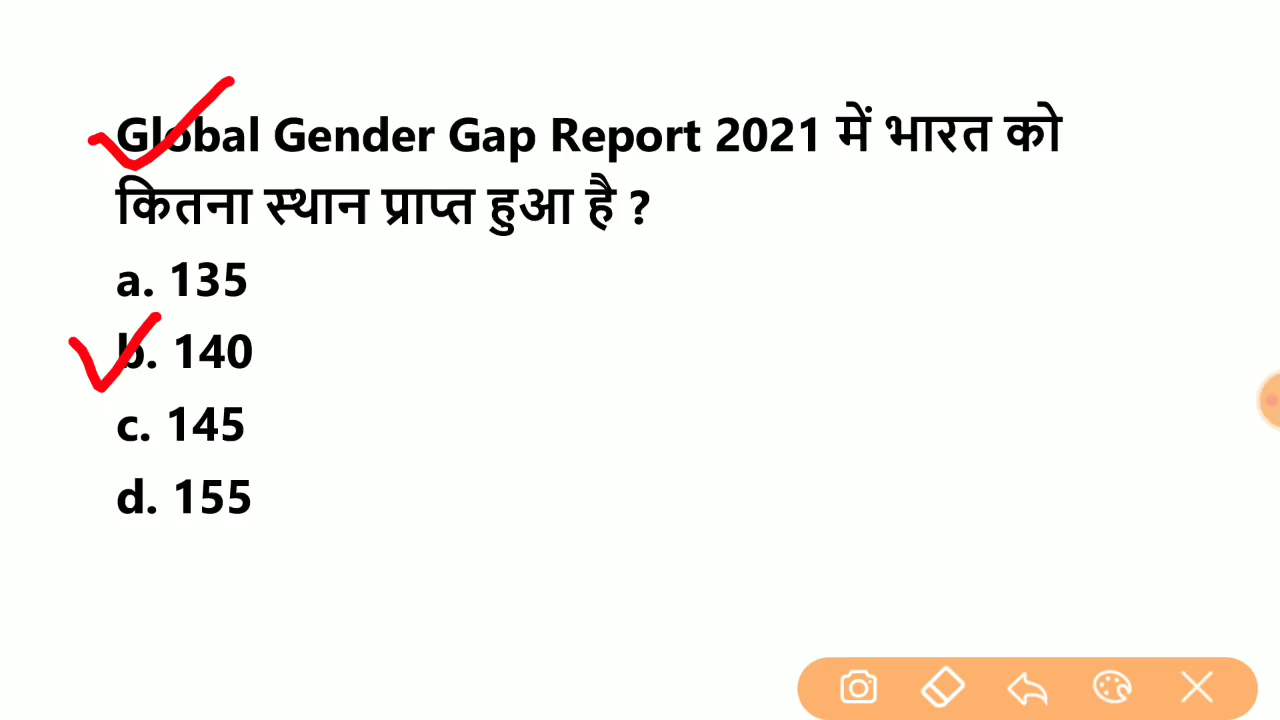 Global Gender Gap Report 2021 में भारत को
कितना स्थान प्राप्त हुआ है ?
a. 135
b. 140
c. 145
d. 155